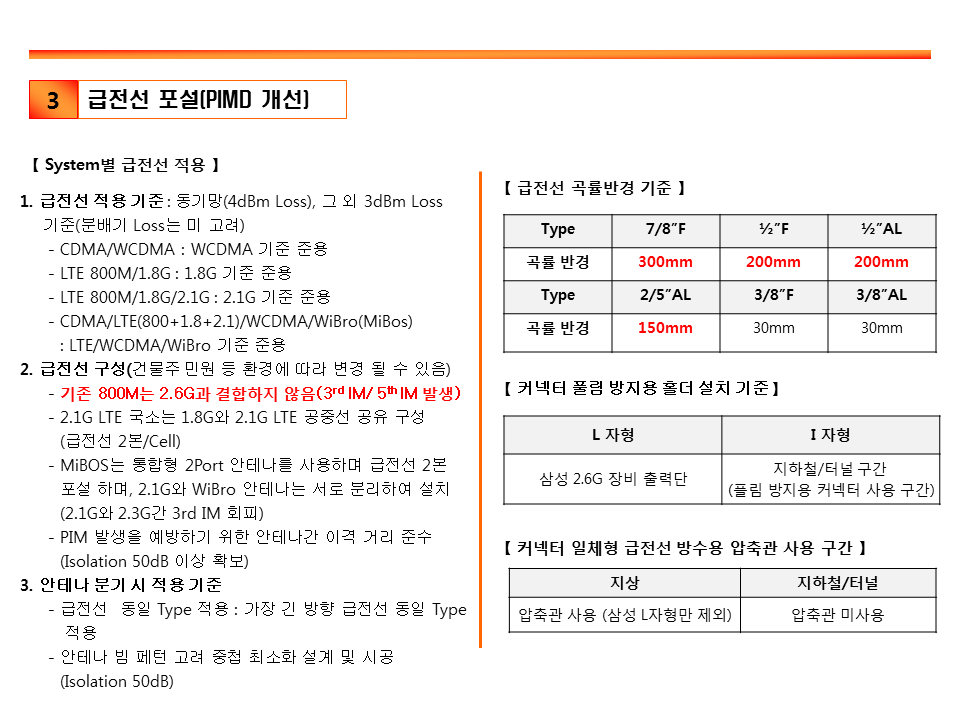 3 급전선 포설(PIMD 개선)
【 System별 급전선 적용 】
1. 급전선 적용 기준 : 동기망(4dBm Loss), 그 외 3dBm Loss
기준(분배기 Loss는 미 고려)
- CDMA/WCDMA : WCDMA 기준 준용
- LTE 800M/1.8G : 1.8G 기준 준용
- LTE 800M/1.8G/2.1G : 2.1G 기준 준용
- CDMA/LTE(800+1.8+2.1)/WCDMA/WiBro(MiBos)
: LTE/WCDMA/WiBro 기준 준용
2. 급전선 구성(건물주 민원 등 환경에 따라 변경 될 수 있음)
- 기존 800M는 2.6G과 결합하지 않음(3rd IM/ 5th IM 발생)
- 2.1G LTE 국소는 1.8G와 2.1G LTE 공중선 공유 구성
(급전선 2본/Cell)
- MiBOS는 통합형 2Port 안테나를 사용하며 급전선 2본
포설 하며, 2.1G와 WiBro 안테나는 서로 분리하여 설치
(2.1G와 2.3G간 3rd IM 회피)
- PIM 발생을 예방하기 위한 안테나간 이격 거리 준수
(Isolation 50dB 이상 확보)
3. 안테나 분기 시 적용 기준
- 급전선 동일 Type 적용 : 가장 긴 방향 급전선 동일 Type
적용
- 안테나 빔 페턴 고려 중첩 최소화 설계 및 시공
(Isolation 50dB)
【 급전선 곡률반경 기준 】
Type 7/8″F ½″F ½″AL
곡률 반경 300mm 200mm 200mm
Type 2/5″AL 3/8″F 3/8″AL
곡률 반경 150mm 30mm 30mm
【 커넥터 풀림 방지용 홀더 설치 기준 】
L 자형 I 자형
삼성 2.6G 장비 출력단 지하철/터널 구간
(플림 방지용 커넥터 사용 구간)
【 커넥터 일체형 급전선 방수용 압축관 사용 구간 】
지상 지하철/터널
압축관 사용 (삼성 L자형만 제외) 압축관 미사용